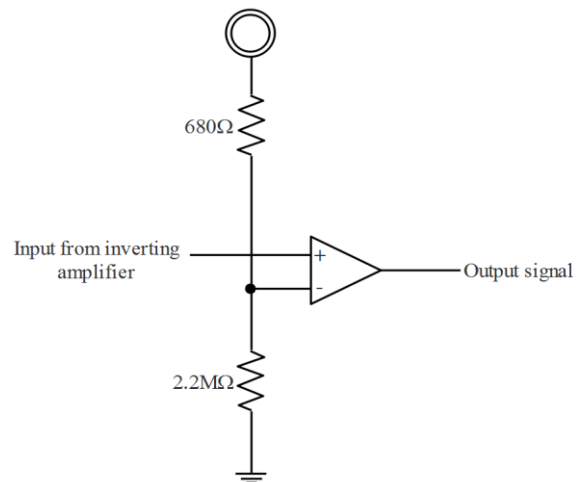 680Ω
Input from inverting
amplifier
+
-
Output signal
2.2MΩ